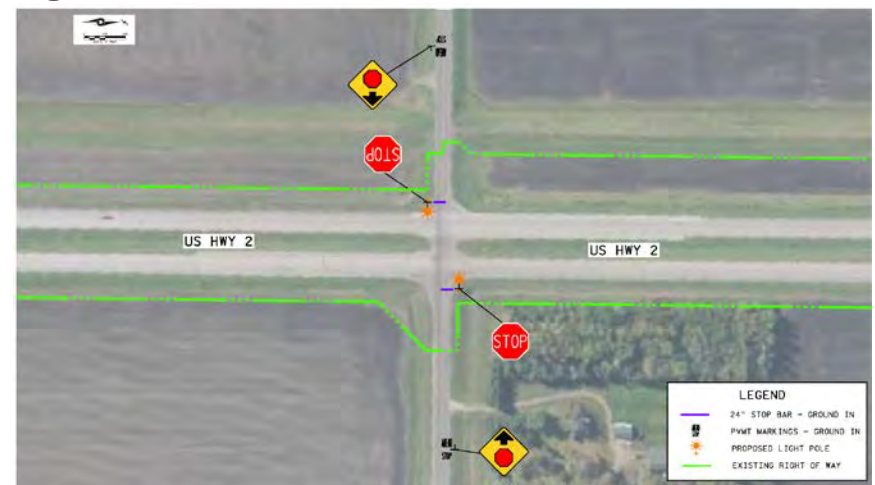 STOP
US HWY 2
US HWY 2
STOP
STOP
LEGEND
24" STOP BAR - GROUND IN
PVMT MARKINGS - GROUND IN
PROPOSED LIGHT POLE
EXISTING RIGHT OF WAY